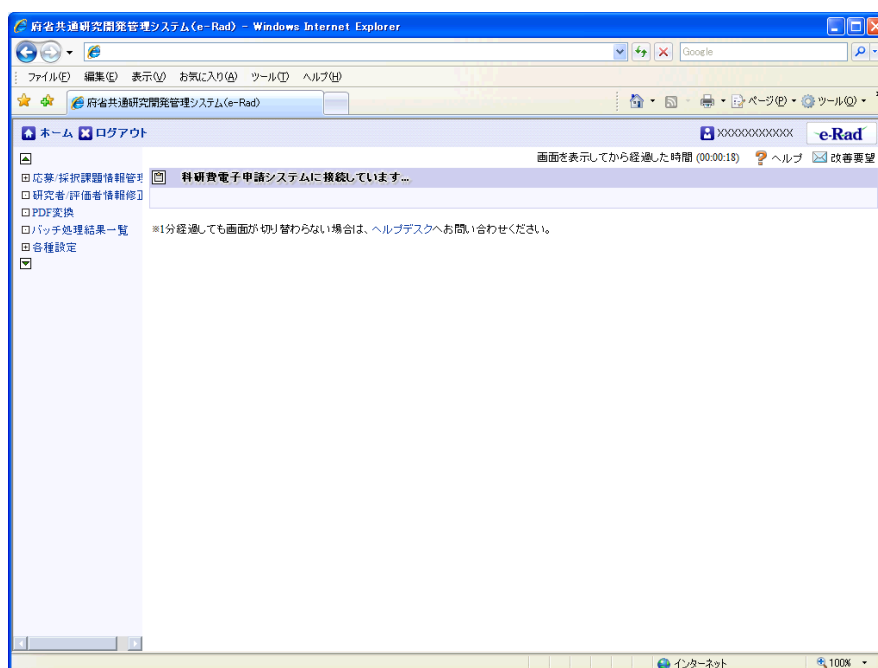 府省共通研究開発管理システム(e-Rad) - Windows Internet Explorer
Google
ファイル(F) 編集(E) 表示(V) お気に入り(A) ツール(T) ヘルプ(H)
府省共通研究開発管理システム(e-Rad)
ページ(P) ツール(O)
ホーム ログアウト XXXXXXXXXXXX e-Rad
画面を表示してから経過した時間 (00:00:18) ヘルプ 改善要望
応募/採択課題情報管理
科研費電子申請システムに接続しています...
研究者/評価者情報修正
PDF変換
バッチ処理結果一覧
※1分経過しても画面が切り替わらない場合は、ヘルプデスクへお問い合わせください。
各種設定
インターネット 100%